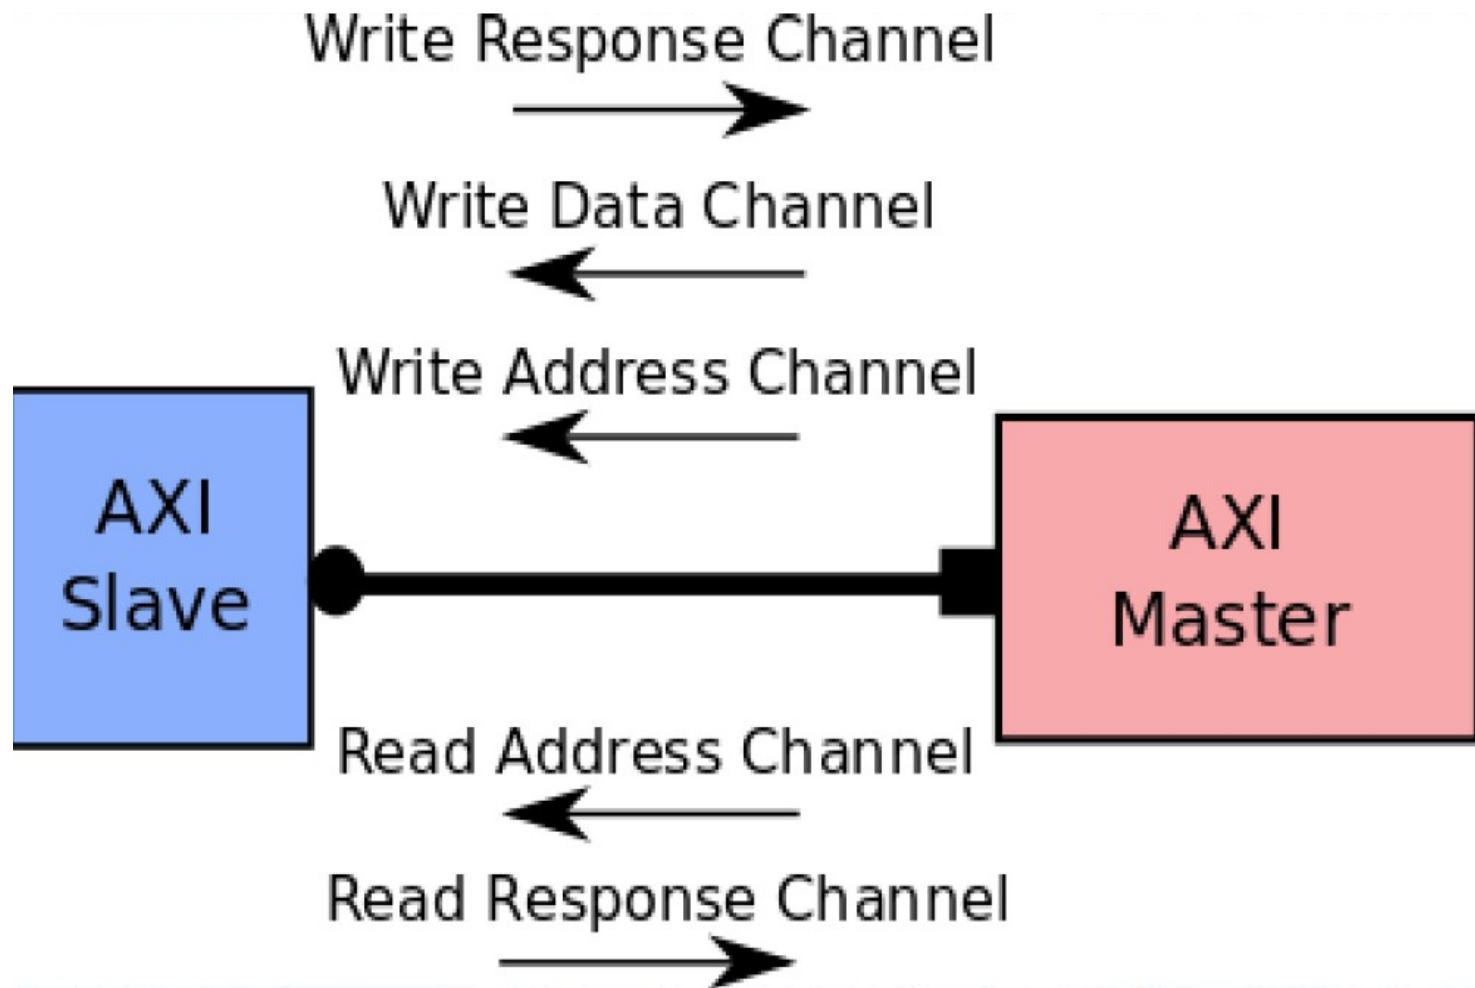 Write Response Channel
Write Data Channel
Write Address Channel
AXI
Slave
AXI
Master
Read Address Channel
Read Response Channel